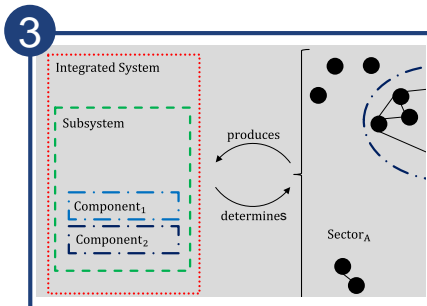 3
Integrated System
Subsystem
Component₁
Component₂
produces
determines
Sector_A